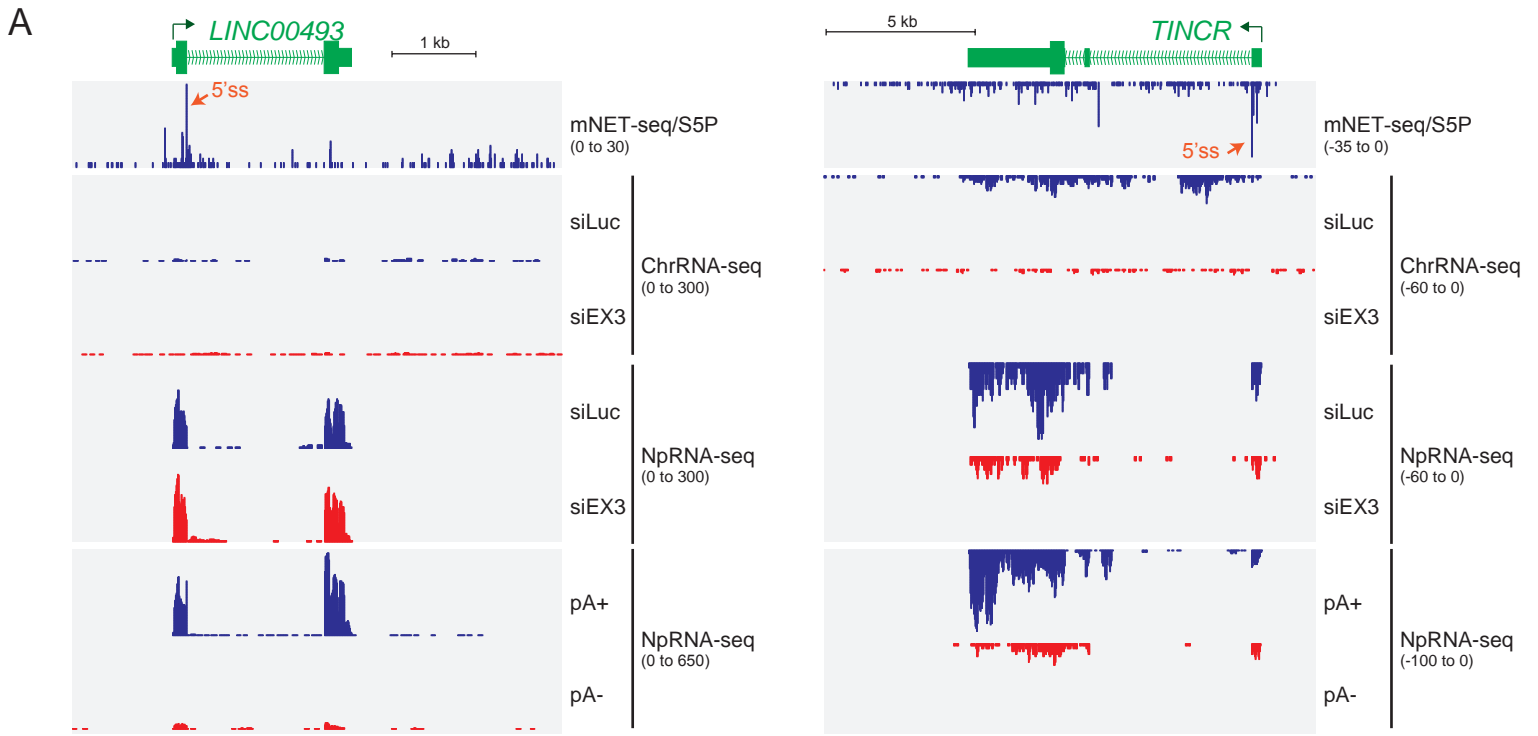 A
LINC00493
1 kb
5'ss
mNET-seq/S5P
(0 to 30)
siLuc
ChrRNA-seq
(0 to 300)
siEX3
siLuc
NpRNA-seq
(0 to 300)
siEX3
pA+
NpRNA-seq
(0 to 650)
pA-
5 kb
TINCR
mNET-seq/S5P
(-35 to 0)
5'ss
siLuc
ChrRNA-seq
(-60 to 0)
siEX3
siLuc
NpRNA-seq
(-60 to 0)
siEX3
pA+
NpRNA-seq
(-100 to 0)
pA-